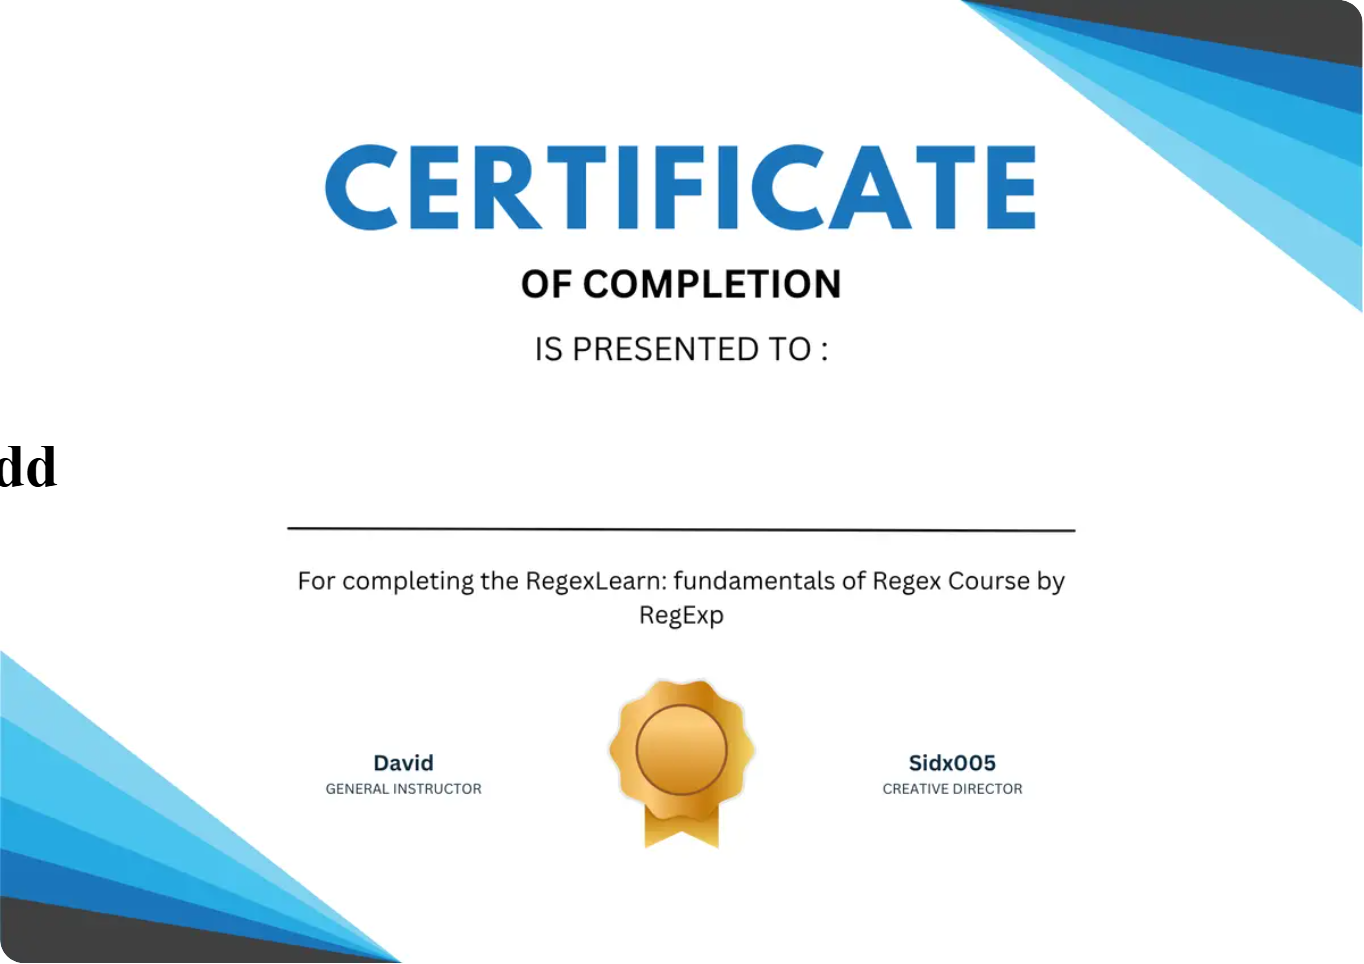 CERTIFICATE
OF COMPLETION
IS PRESENTED TO :
dd
For completing the RegexLearn: fundamentals of Regex Course by
RegExp
David
GENERAL INSTRUCTOR
Sidx005
CREATIVE DIRECTOR